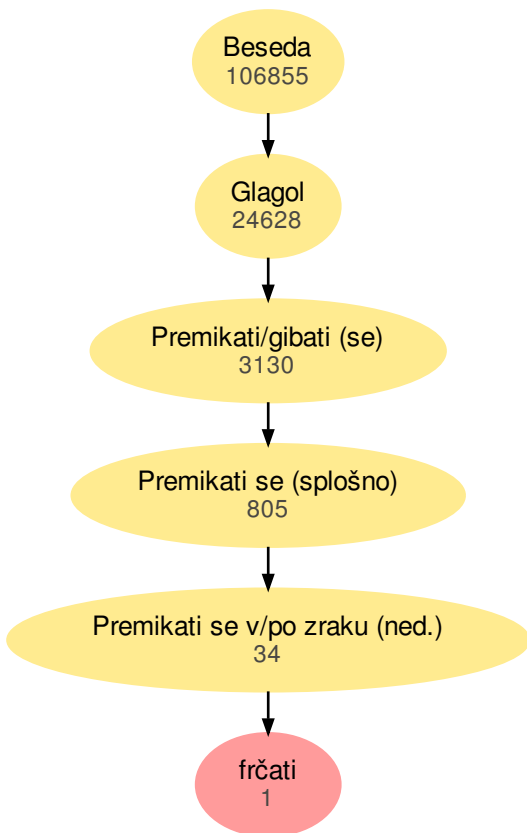 Beseda
106855
Glagol
24628
Premikati/gibati (se)
3130
Premikati se (splošno)
805
Premikati se v/po zraku (ned.)
34
frčati
1